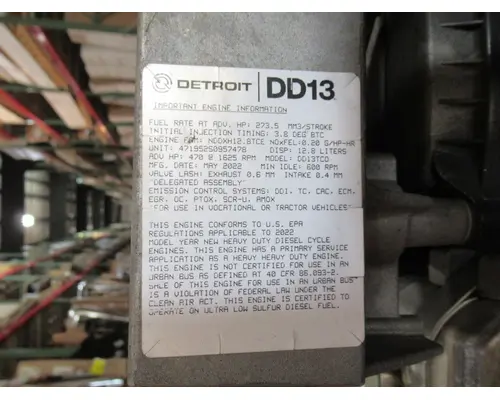 DETROIT DD13
IMPORTANT ENGINE INFORMATION
FUEL RATE AT ADV. HP: 273.5 MM3/STROKE
INITIAL INJECTION TIMING: 3.8 DEG BTC
ENGINE FAM: NDDXH12.8TCE NOXFEL:0.20 G/HP-HR
UNIT: 471952S0957478 DISP: 12.8 LITERS
ADV HP: 470 @ 1625 RPM MODEL: DD13TCD
MFG. DATE: MAY 2022 MIN IDLE: 600 RPM
VALVE LASH: EXHAUST 0.6 MM INTAKE 0.4 MM
"DELEGATED ASSEMBLY"
EMISSION CONTROL SYSTEMS: DDI, TC, CAC, ECM,
EGR, OC, PTOX, SCR-U, AMOX
"FOR USE IN VOCATIONAL OR TRACTOR VEHICLES"
THIS ENGINE CONFORMS TO U.S. EPA
REGULATIONS APPLICABLE TO 2022
MODEL YEAR NEW HEAVY DUTY DIESEL CYCLE
ENGINES. THIS ENGINE HAS A PRIMARY SERVICE
APPLICATION AS A HEAVY HEAVY DUTY ENGINE.
THIS ENGINE IS NOT CERTIFIED FOR USE IN AN
URBAN BUS AS DEFINED AT 40 CFR 86.093-2.
SALE OF THIS ENGINE FOR USE IN AN URBAN BUS
IS A VIOLATION OF FEDERAL LAW UNDER THE
CLEAN AIR ACT. THIS ENGINE IS CERTIFIED TO
OPERATE ON ULTRA LOW SULFUR DIESEL FUEL.